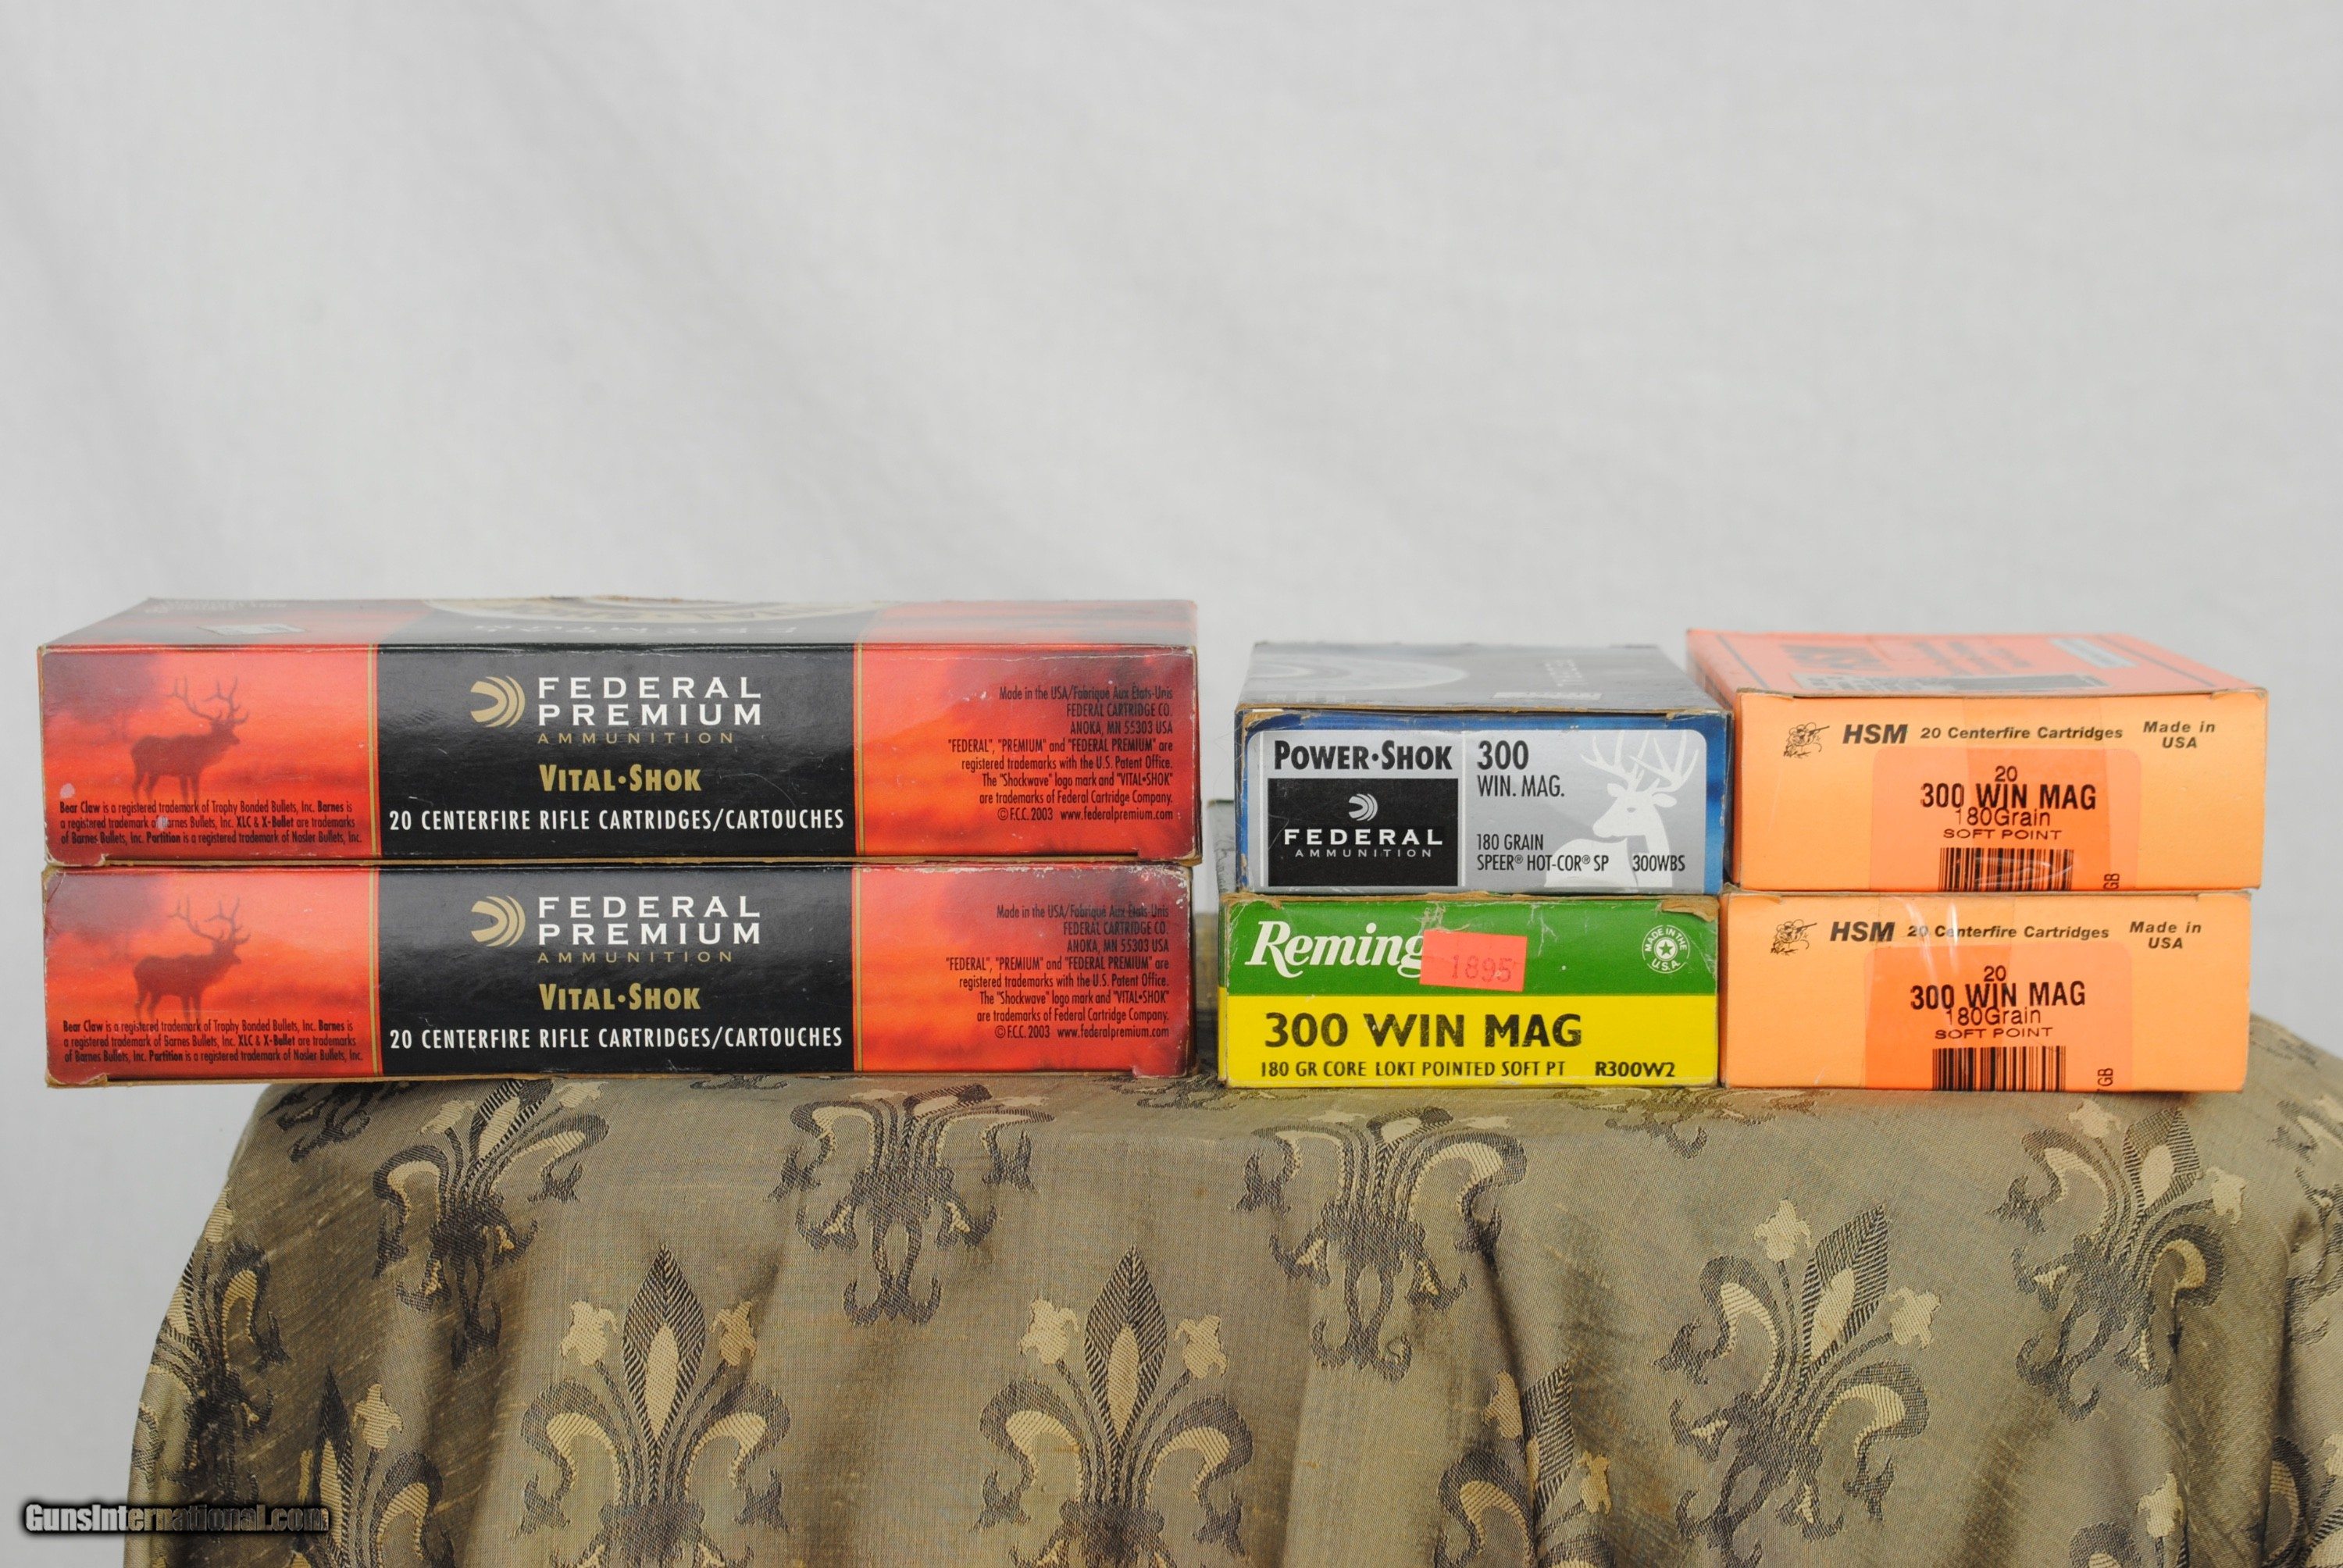 FEDERAL
PREMIUM
AMMUNITION
VITAL•SHOK
20 CENTERFIRE RIFLE CARTRIDGES/CARTOUCHES
Bear Claw is a registered trademark of Trophy Bonded Bullets, Inc. Barnes is
a registered trademark of Barnes Bullets, Inc. XLC & X-Bullet are trademarks
of Barnes Bullets, Inc. Partition is a registered trademark of Nosler Bullets, Inc.
Made in the USA/Fabriqué Aux États-Unis
FEDERAL CARTRIDGE CO.
ANOKA, MN 55303 USA
"FEDERAL", "PREMIUM" and "FEDERAL PREMIUM" are
registered trademarks with the U.S. Patent Office.
The "Shockwave" logo mark and "VITAL•SHOK"
are trademarks of Federal Cartridge Company.
© F.C.C. 2003 www.federalpremium.com
FEDERAL
PREMIUM
AMMUNITION
VITAL•SHOK
20 CENTERFIRE RIFLE CARTRIDGES/CARTOUCHES
Bear Claw is a registered trademark of Trophy Bonded Bullets, Inc. Barnes is
a registered trademark of Barnes Bullets, Inc. XLC & X-Bullet are trademarks
of Barnes Bullets, Inc. Partition is a registered trademark of Nosler Bullets, Inc.
Made in the USA/Fabriqué Aux États-Unis
FEDERAL CARTRIDGE CO.
ANOKA, MN 55303 USA
"FEDERAL", "PREMIUM" and "FEDERAL PREMIUM" are
registered trademarks with the U.S. Patent Office.
The "Shockwave" logo mark and "VITAL•SHOK"
are trademarks of Federal Cartridge Company.
© F.C.C. 2003 www.federalpremium.com
POWER•SHOK
FEDERAL
AMMUNITION
300
WIN. MAG.
180 GRAIN
SPEER® HOT-COR® SP 300WBS
Reming
1895
MADE IN THE U.S.A.
300 WIN MAG
180 GR CORE LOKT POINTED SOFT PT R300W2
HSM 20 Centerfire Cartridges Made in
USA
20
300 WIN MAG
180Grain
SOFT POINT
GB
HSM 20 Centerfire Cartridges Made in
USA
20
300 WIN MAG
180Grain
SOFT POINT
GB
GunsInternational.com